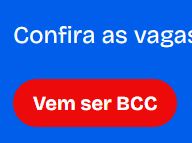 Confira as vagas
Vem ser BCC